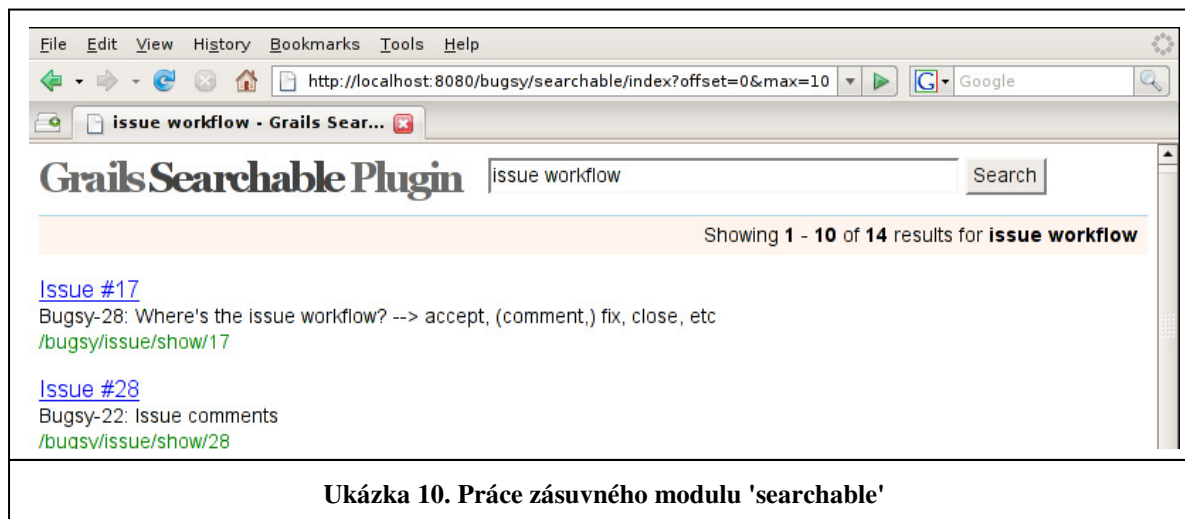 File Edit View History Bookmarks Tools Help
http://localhost:8080/bugsy/searchable/index?offset=0&max=10 G Google
issue workflow - Grails Sear...
Grails Searchable Plugin issue workflow Search
Showing 1 - 10 of 14 results for issue workflow
Issue #17
Bugsy-28: Where's the issue workflow? --> accept, (comment,) fix, close, etc
/bugsy/issue/show/17
Issue #28
Bugsy-22: Issue comments
/bugsy/issue/show/28
Ukázka 10. Práce zásuvného modulu 'searchable'